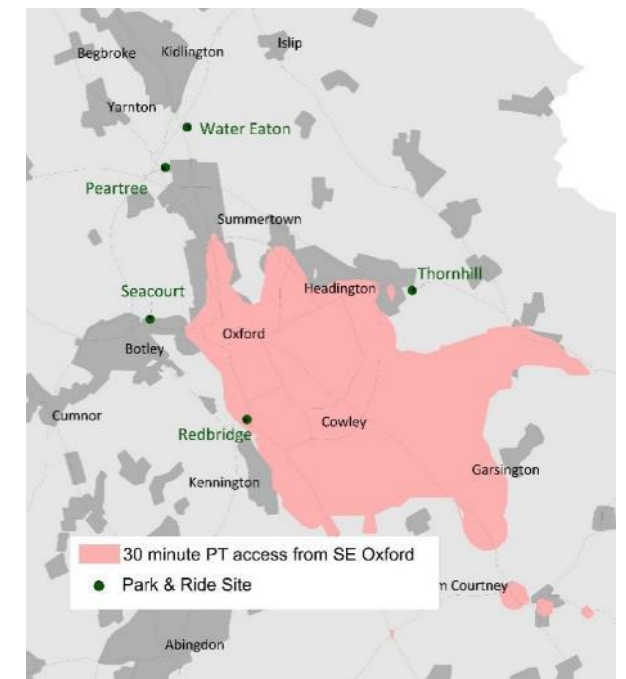 Islip
Begbroke
Kidlington
Yarnton
Water Eaton
Peartree
Summertown
Thornhill
Headington
Seacourt
Oxford
Botley
Cumnor
Cowley
Redbridge
Garsington
Kennington
30 minute PT access from SE Oxford
Park & Ride Site
m Courtney
Abingdon